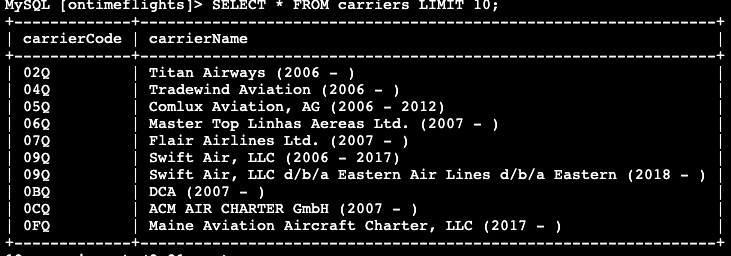 MySQL [ontimeflights]> SELECT * FROM carriers LIMIT 10;
+-------------+----------------------------------------------------------+
| carrierCode | carrierName                                              |
+-------------+----------------------------------------------------------+
| 02Q         | Titan Airways (2006 - )                                  |
| 04Q         | Tradewind Aviation (2006 - )                             |
| 05Q         | Comlux Aviation, AG (2006 - 2012)                        |
| 06Q         | Master Top Linhas Aereas Ltd. (2007 - )                  |
| 07Q         | Flair Airlines Ltd. (2007 - )                            |
| 09Q         | Swift Air, LLC (2006 - 2017)                             |
| 09Q         | Swift Air, LLC d/b/a Eastern Air Lines d/b/a Eastern (2018 - ) |
| 0BQ         | DCA (2007 - )                                            |
| 0CQ         | ACM AIR CHARTER GmbH (2007 - )                           |
| 0FQ         | Maine Aviation Aircraft Charter, LLC (2017 - )           |
+-------------+----------------------------------------------------------+